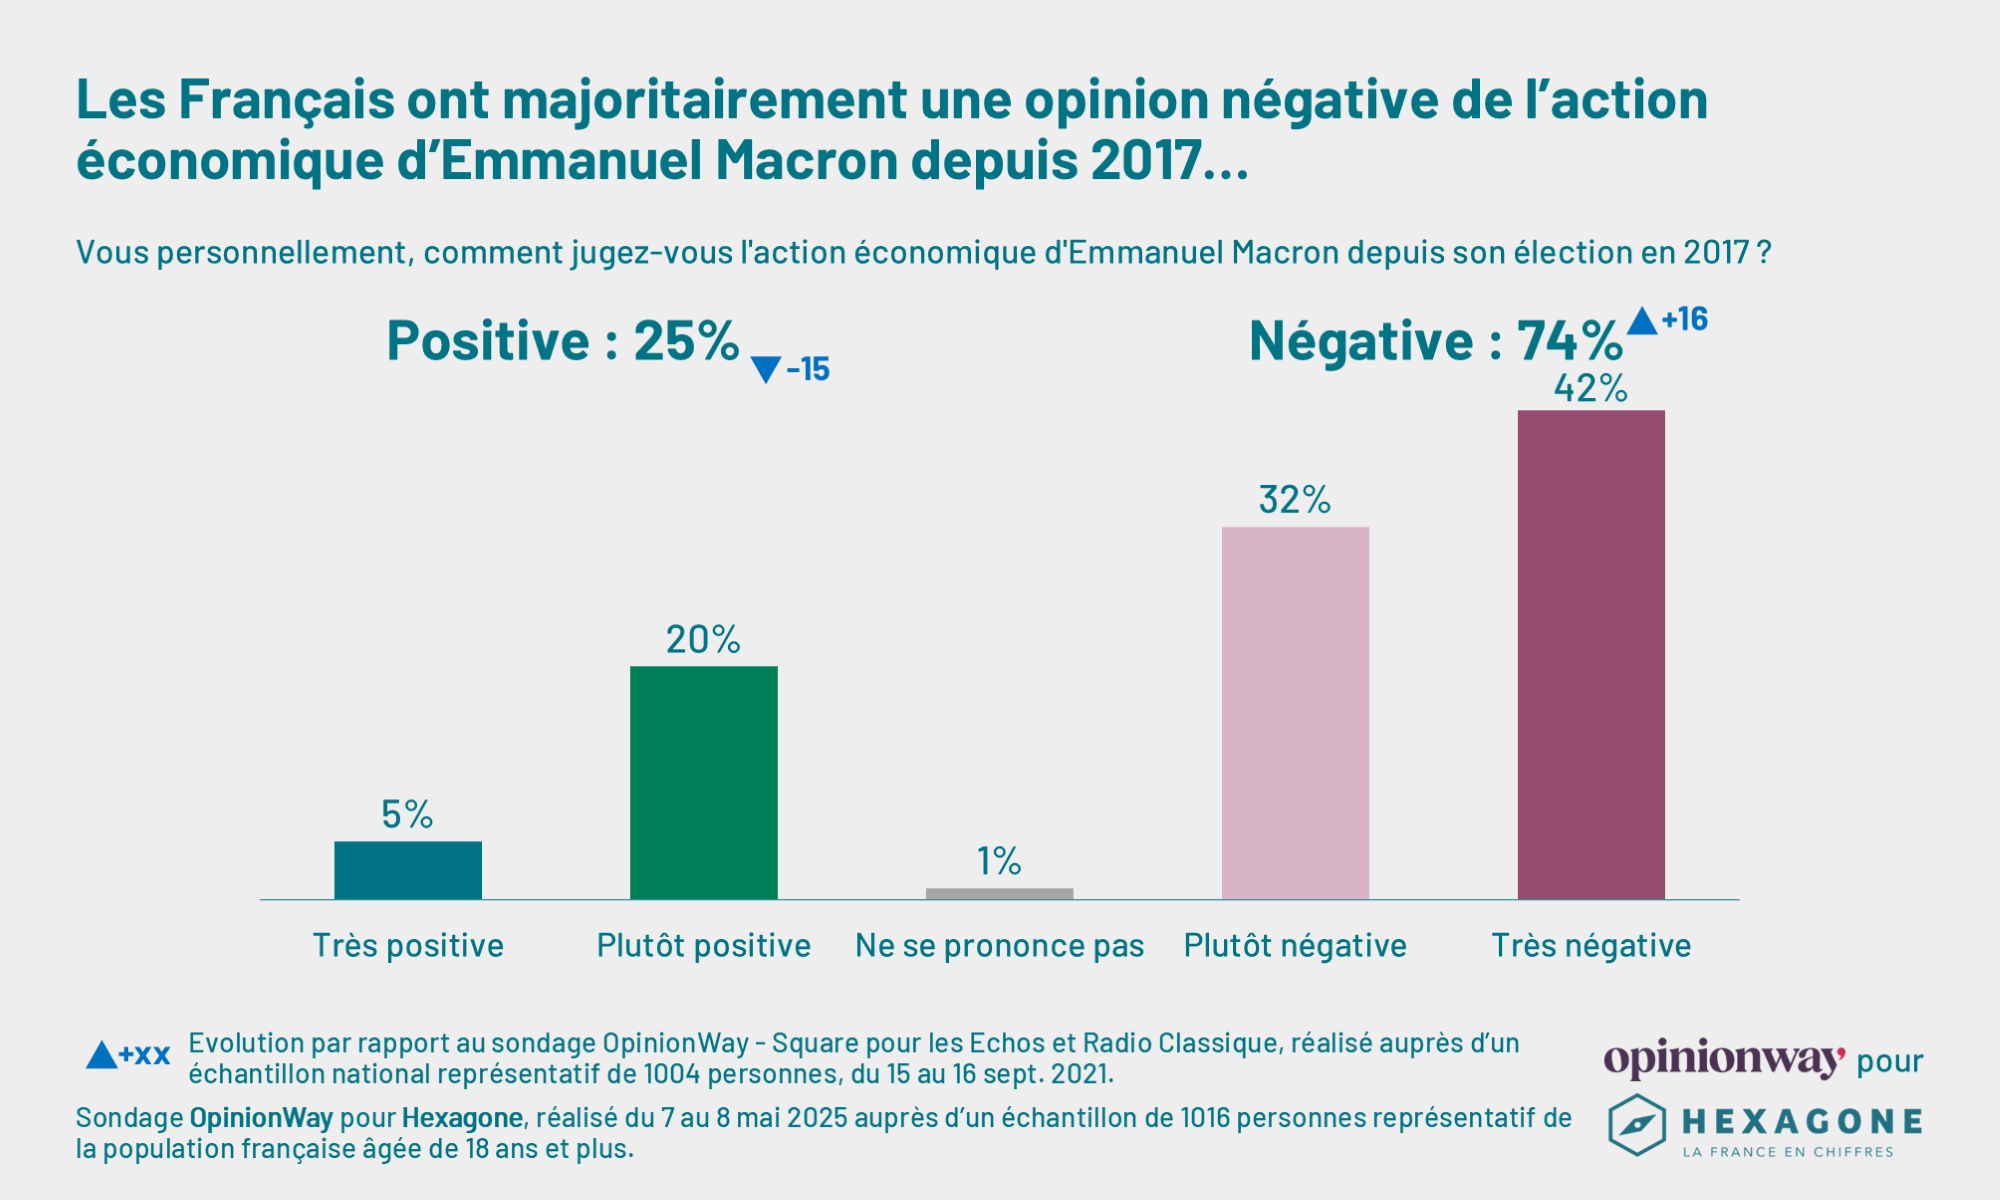 Les Français ont majoritairement une opinion négative de l’action
économique d’Emmanuel Macron depuis 2017…
Vous personnellement, comment jugez-vous l'action économique d'Emmanuel Macron depuis son élection en 2017 ?
Positive : 25%
▼ -15
Négative : 74%
▲ +16
5%
20%
1%
32%
42%
Très positive
Plutôt positive
Ne se prononce pas
Plutôt négative
Très négative
▲ +xx
Evolution par rapport au sondage OpinionWay - Square pour les Echos et Radio Classique, réalisé auprès d’un
échantillon national représentatif de 1004 personnes, du 15 au 16 sept. 2021.
Sondage OpinionWay pour Hexagone, réalisé du 7 au 8 mai 2025 auprès d’un échantillon de 1016 personnes représentatif de
la population française âgée de 18 ans et plus.
opinionway’ pour
HEXAGONE
LA FRANCE EN CHIFFRES